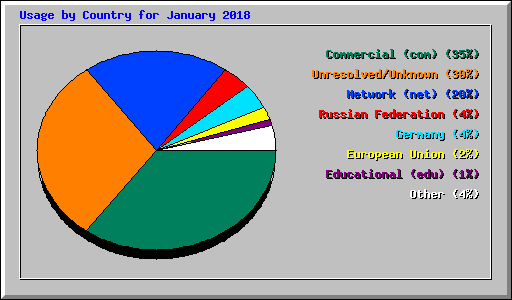 Usage by Country for January 2018
Commercial (com) (35%)
Unresolved/Unknown (30%)
Network (net) (20%)
Russian Federation (4%)
Germany (4%)
European Union (2%)
Educational (edu) (1%)
Other (4%)